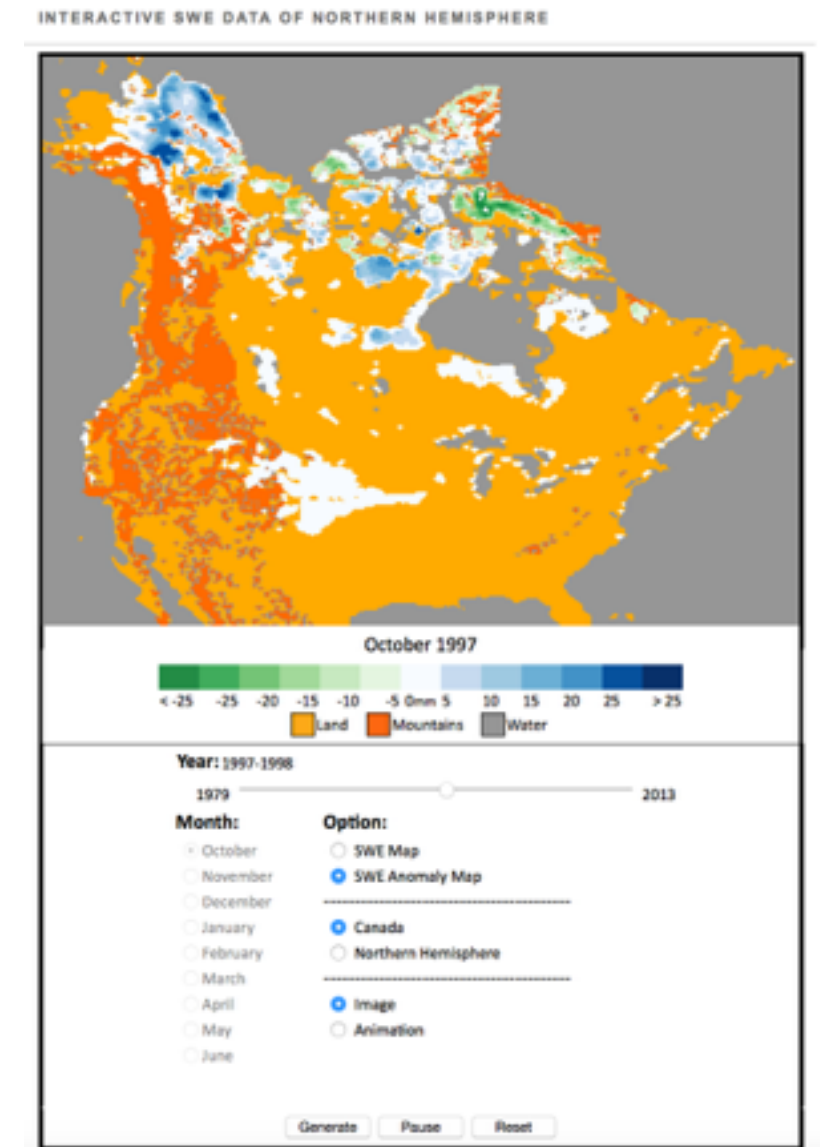 INTERACTIVE SWE DATA OF NORTHERN HEMISPHERE
October 1997
< -25 -25 -20 -15 -10 -5 0mm 5 10 15 20 25 > 25
Land Mountains Water
Year: 1997-1998
1979 2013
Month: Option:
October SWE Map
November SWE Anomaly Map
December ----------------------------------------
January Canada
February Northern Hemisphere
March ----------------------------------------
April Image
May Animation
June
Generate Pause Reset